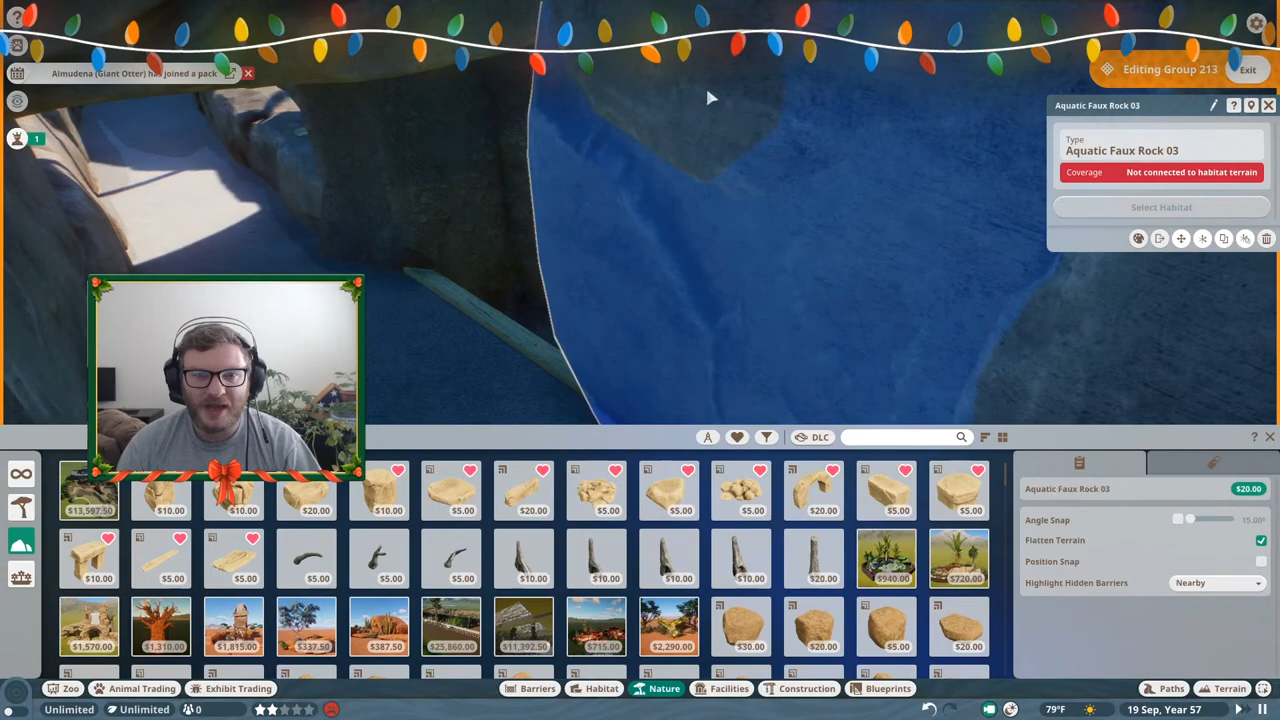 Almudena (Giant Otter) has joined a pack
1
Editing Group 213
Exit
Aquatic Faux Rock 03
?
Type
Aquatic Faux Rock 03
Coverage
Not connected to habitat terrain
Select Habitat
DLC
?
$13,597.50
$10.00
$10.00
$20.00
$10.00
$5.00
$20.00
$5.00
$5.00
$5.00
$10.00
$5.00
$5.00
$10.00
$5.00
$5.00
$5.00
$5.00
$5.00
$10.00
$10.00
$10.00
$10.00
$20.00
$940.00
$720.00
$1,570.00
$1,310.00
$1,815.00
$337.50
$387.50
$25,860.00
$11,392.50
$715.00
$2,290.00
$30.00
$20.00
$20.00
$20.00
Aquatic Faux Rock 03
$20.00
Angle Snap
15.00°
Flatten Terrain
Position Snap
Highlight Hidden Barriers
Nearby
Zoo
Animal Trading
Exhibit Trading
Barriers
Habitat
Nature
Facilities
Construction
Blueprints
Paths
Terrain
Unlimited
Unlimited
0
79°F
19 Sep, Year 57